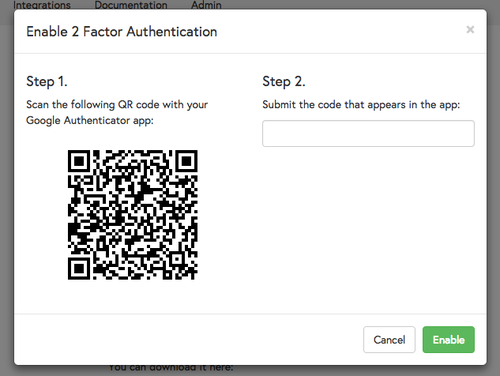 Integrations Documentation Admin
Enable 2 Factor Authentication ×
Step 1.
Scan the following QR code with your
Google Authenticator app:
Step 2.
Submit the code that appears in the app:
Cancel Enable
You can download it here: